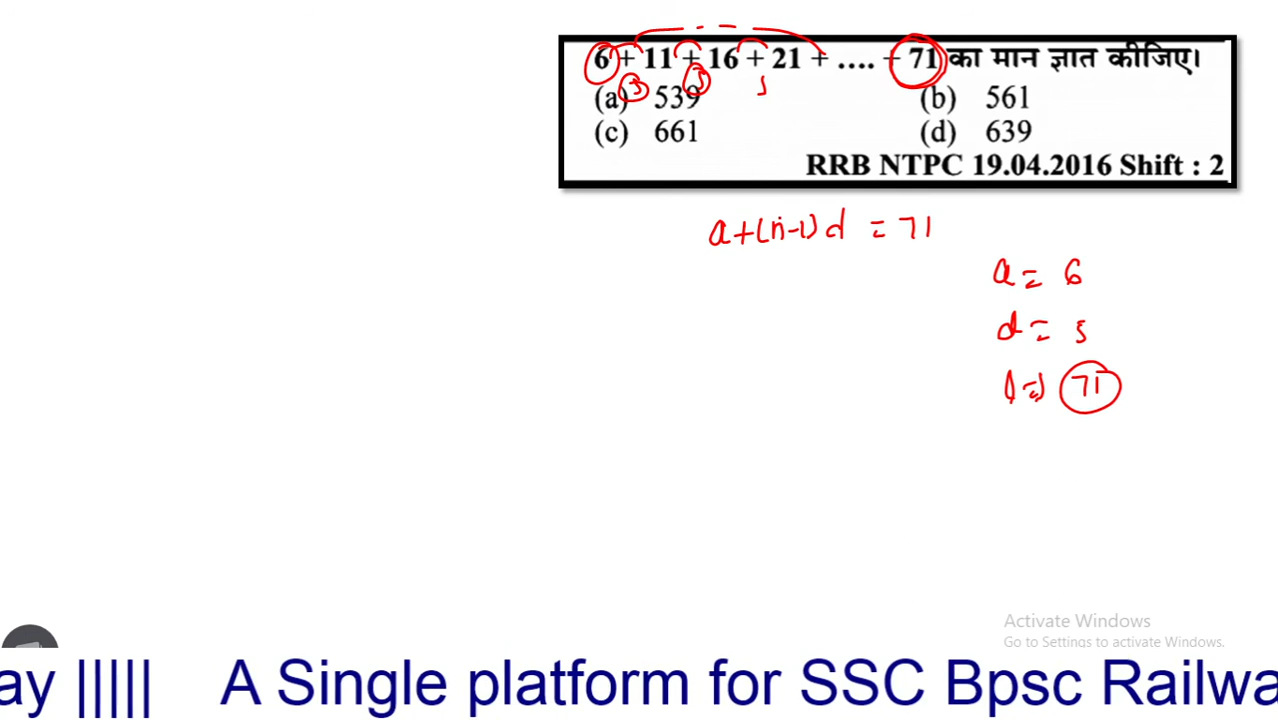 6 + 11 + 16 + 21 + .... + 71 का मान ज्ञात कीजिए।
(a) 539 (b) 561
(c) 661 (d) 639
RRB NTPC 19.04.2016 Shift : 2
a+(n-1)d = 71
a = 6
d = 5
l = 71
Activate Windows
Go to Settings to activate Windows.
ay ||||| A Single platform for SSC Bpsc Railwa